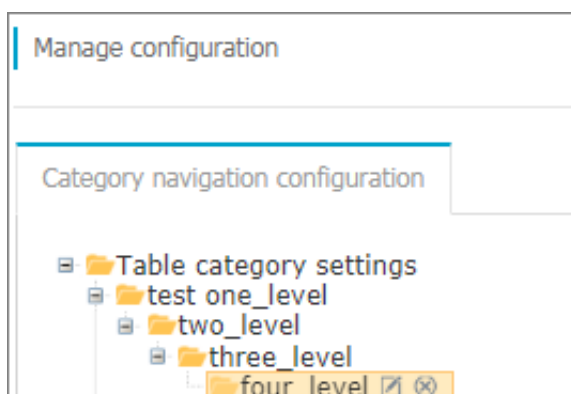 Manage configuration
Category navigation configuration
Table category settings
test one_level
two_level
three_level
four_level